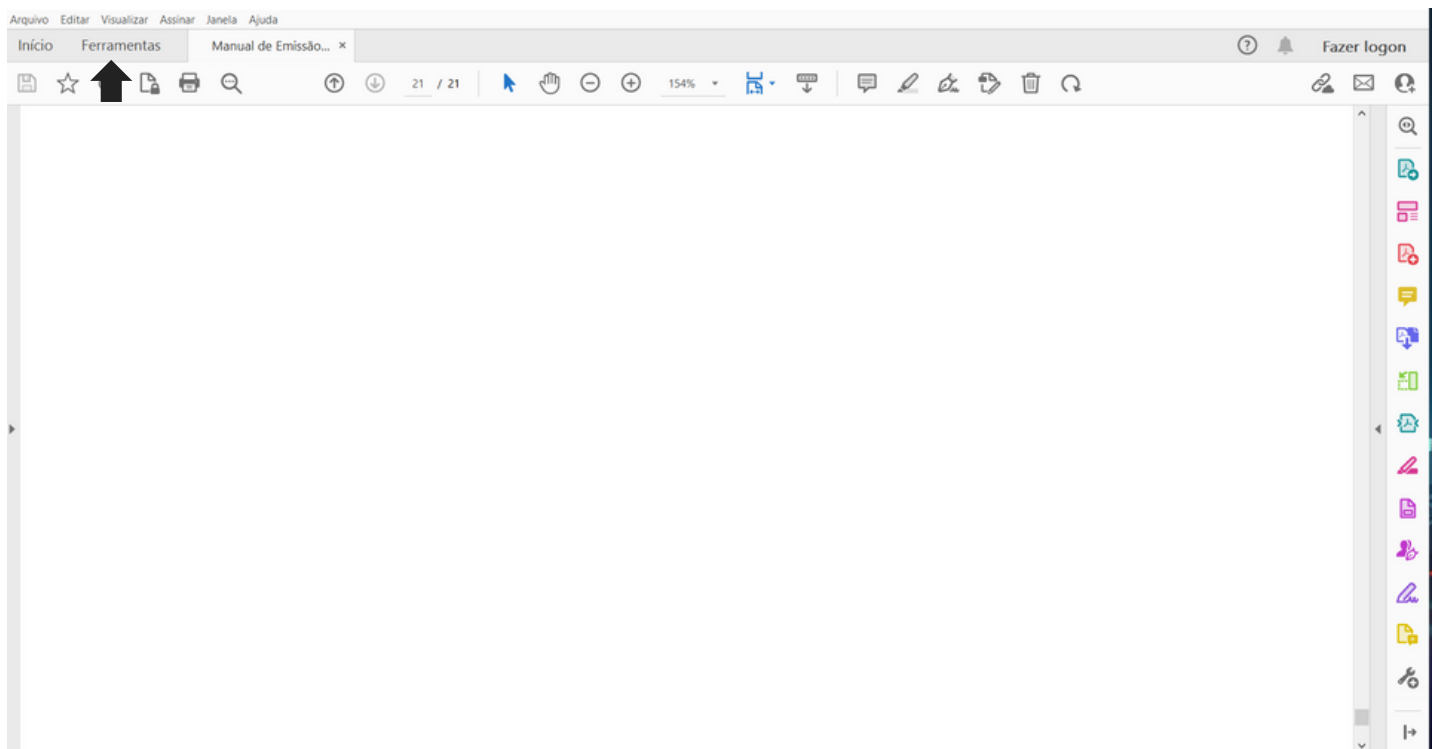 Arquivo Editar Visualizar Assinar Janela Ajuda
Início Ferramentas Manual de Emissão... × Fazer logon
21 / 21 154%